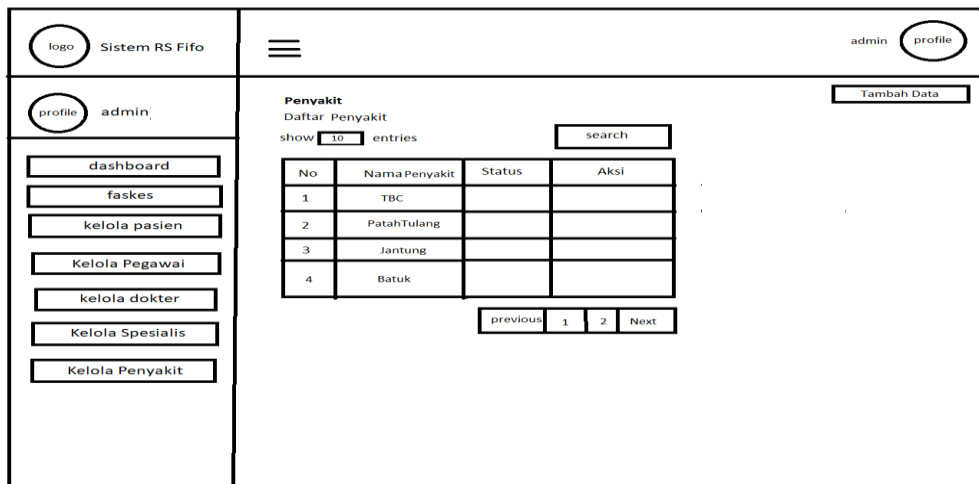 logo Sistem RS Fifo
admin profile
profile admin
dashboard
faskes
kelola pasien
Kelola Pegawai
kelola dokter
Kelola Spesialis
Kelola Penyakit
Tambah Data
Penyakit
Daftar Penyakit
show 10 entries
search
No Nama Penyakit Status Aksi
1 TBC
2 PatahTulang
3 Jantung
4 Batuk
previous 1 2 Next